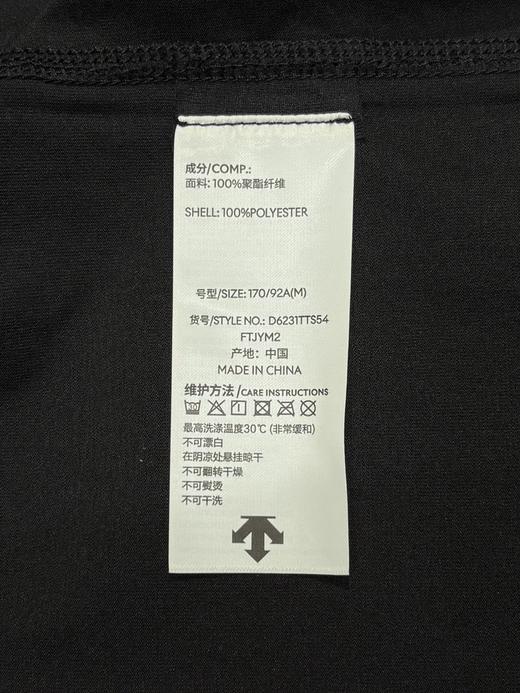 成分/COMP.:
面料: 100%聚酯纤维
SHELL: 100%POLYESTER
号型/SIZE: 170/92A(M)
货号/STYLE NO.: D6231TTS54
FTJYM2
产地: 中国
MADE IN CHINA
维护方法/CARE INSTRUCTIONS
最高洗涤温度30℃ (非常缓和)
不可漂白
在阴凉处悬挂晾干
不可翻转干燥
不可熨烫
不可干洗